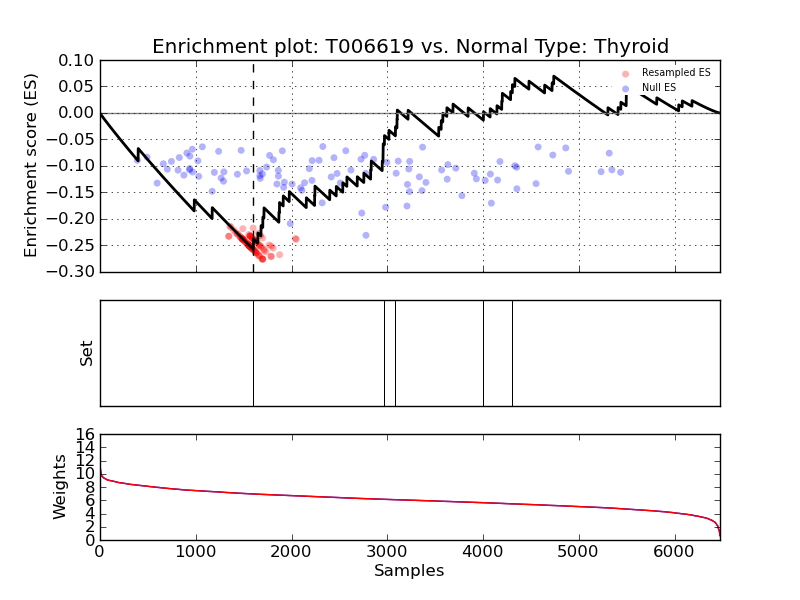 Enrichment plot: T006619 vs. Normal Type: Thyroid
Enrichment score (ES)
0.10
0.05
0.00
−0.05
−0.10
−0.15
−0.20
−0.25
−0.30
Resampled ES
Null ES
Set
Weights
16
14
12
10
8
6
4
2
0
0 1000 2000 3000 4000 5000 6000
Samples